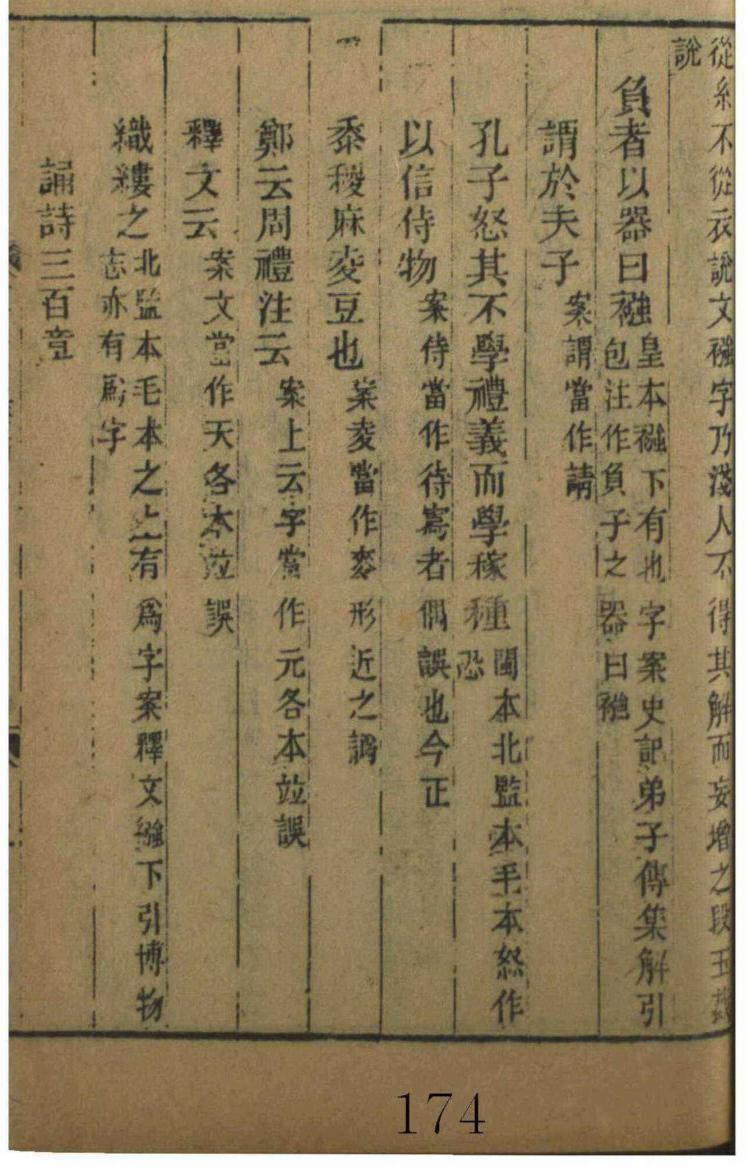 從糸不從衣說文襁字乃淺人不得其解而妄增之段玉裁
說
負者以器曰襁
皇本襁下有也字案史記弟子傳集解引
包注作負子之器曰襁
謂於夫子
案謂當作請
孔子怒其不學禮義而學稼種
閩本北監本毛本怒作
恐
以信侍物
案侍當作待寫者偶誤也今正
黍稷麻夌豆也
案夌當作麥形近之譌
鄭云周禮注云
案上云字當作元各本竝誤
釋文云
案文當作天各本竝誤
織縷之
北監本毛本之上有爲字案釋文繈下引博物
志亦有爲字
誦詩三百章
174